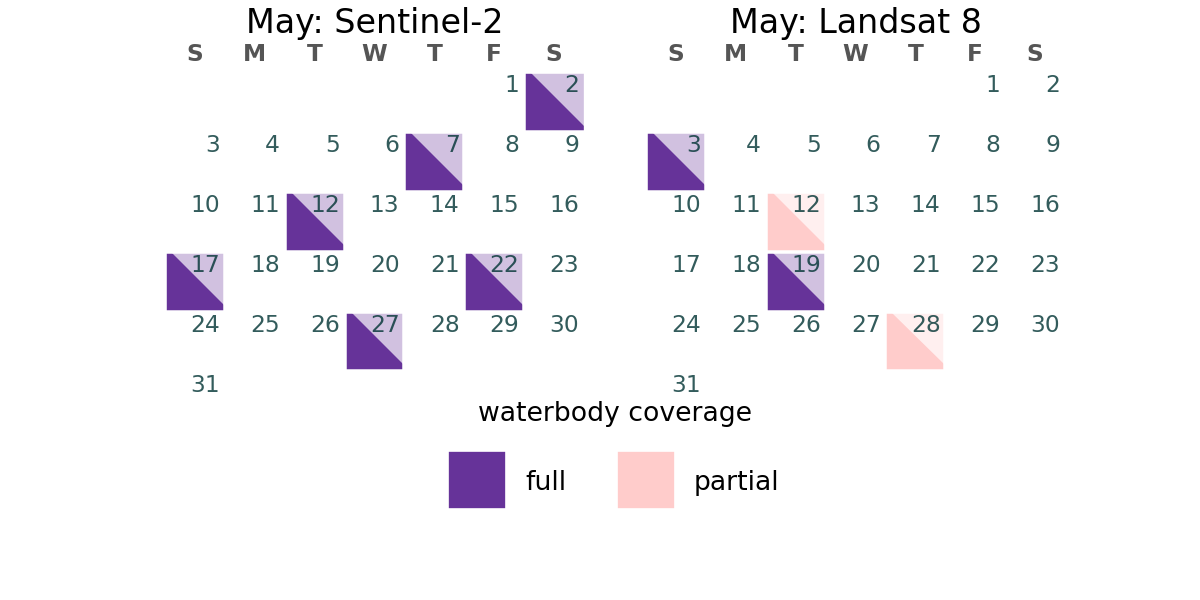 May: Sentinel-2
S M T W T F S
1 2
3 4 5 6 7 8 9
10 11 12 13 14 15 16
17 18 19 20 21 22 23
24 25 26 27 28 29 30
31
May: Landsat 8
S M T W T F S
1 2
3 4 5 6 7 8 9
10 11 12 13 14 15 16
17 18 19 20 21 22 23
24 25 26 27 28 29 30
31
waterbody coverage
full
partial